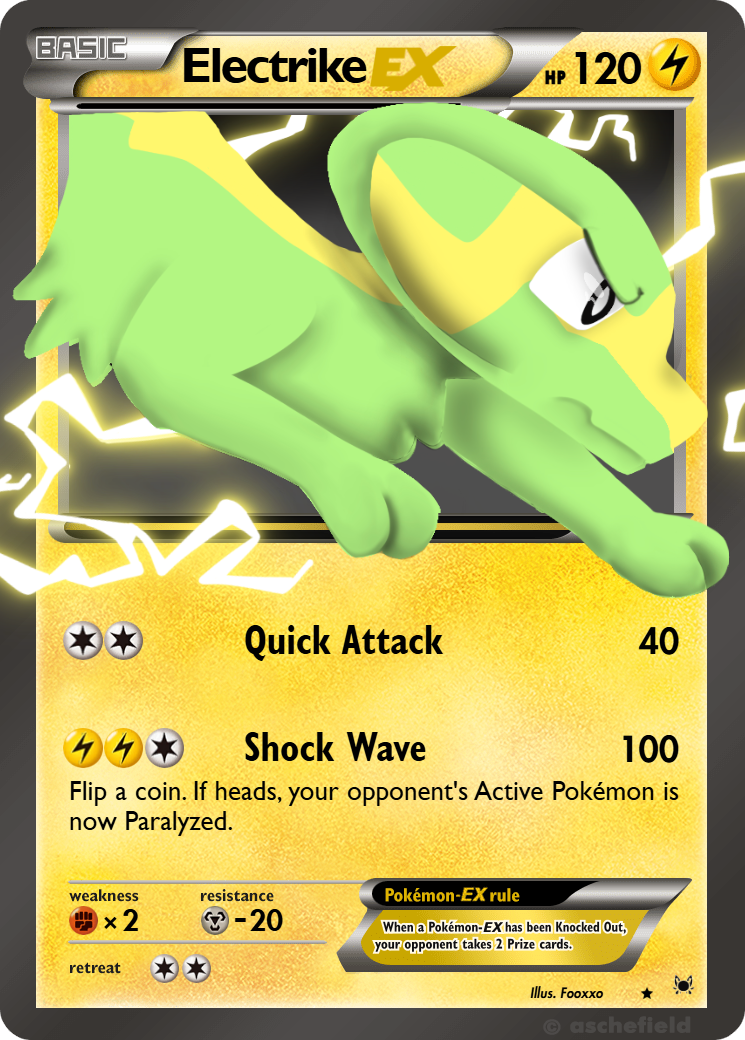 BASIC
Electrike EX HP 120
Quick Attack 40
Shock Wave 100
Flip a coin. If heads, your opponent's Active Pokémon is
now Paralyzed.
weakness resistance
×2 -20
Pokémon-EX rule
When a Pokémon-EX has been Knocked Out,
your opponent takes 2 Prize cards.
retreat
Illus. Fooxxo
© aschefield